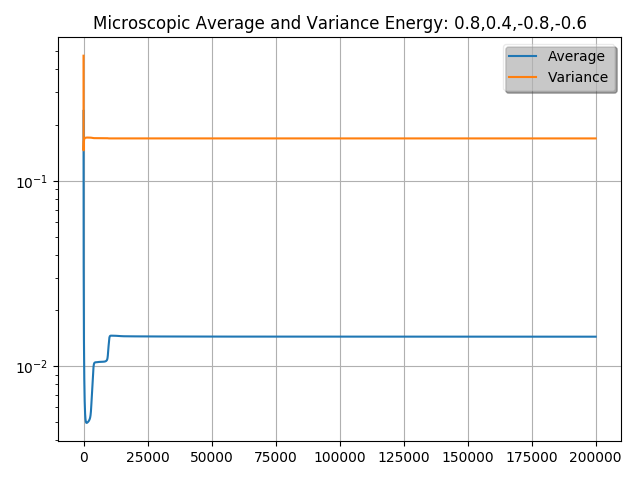 Microscopic Average and Variance Energy: 0.8,0.4,-0.8,-0.6
Average
Variance
10⁻¹
10⁻²
0 25000 50000 75000 100000 125000 150000 175000 200000